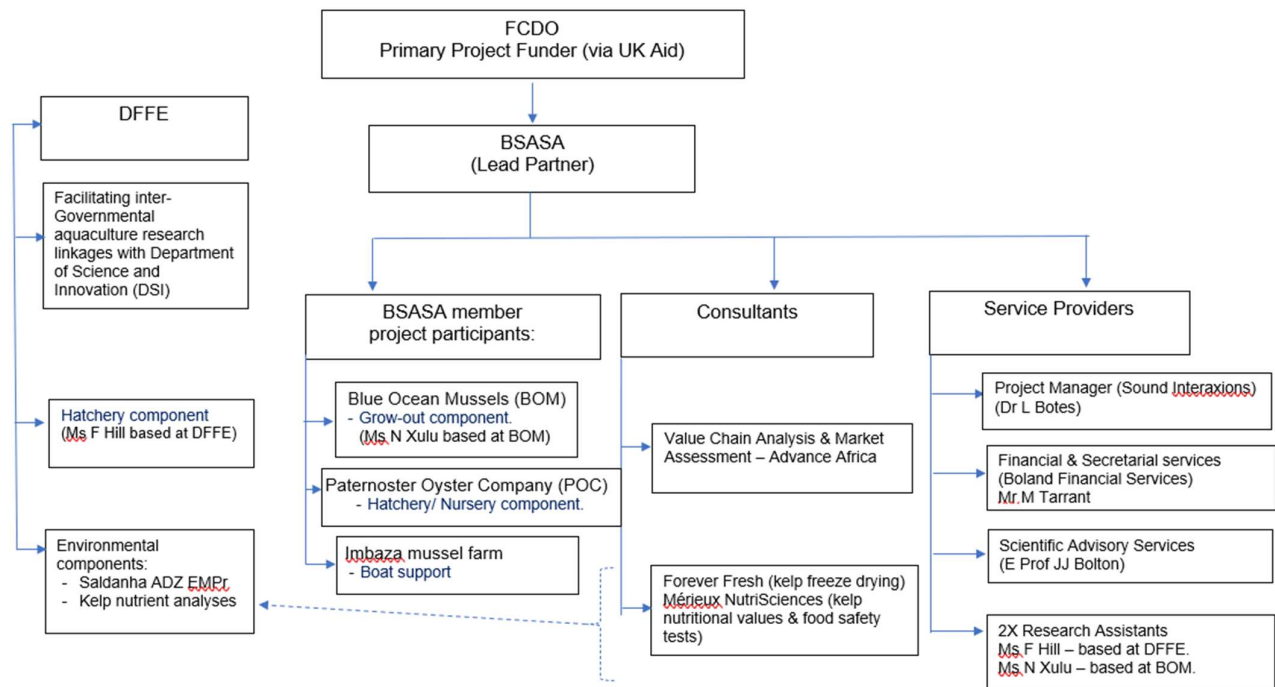 FCDO
Primary Project Funder (via UK Aid)
BSASA
(Lead Partner)
DFFE
Facilitating inter-
Governmental
aquaculture research
linkages with Department
of Science and
Innovation (DSI)
Hatchery component
(Ms F Hill based at DFFE)
Environmental
components:
- Saldanha ADZ EMPr
- Kelp nutrient analyses
BSASA member
project participants:
Blue Ocean Mussels (BOM)
- Grow-out component.
(Ms N Xulu based at BOM)
Paternoster Oyster Company (POC)
- Hatchery/ Nursery component.
Imbaza mussel farm
- Boat support
Consultants
Value Chain Analysis & Market
Assessment – Advance Africa
Forever Fresh (kelp freeze drying)
Mérieux NutriSciences (kelp
nutritional values & food safety
tests)
Service Providers
Project Manager (Sound Interaxions)
(Dr L Botes)
Financial & Secretarial services
(Boland Financial Services)
Mr M Tarrant
Scientific Advisory Services
(E Prof JJ Bolton)
2X Research Assistants
Ms F Hill – based at DFFE.
Ms N Xulu – based at BOM.